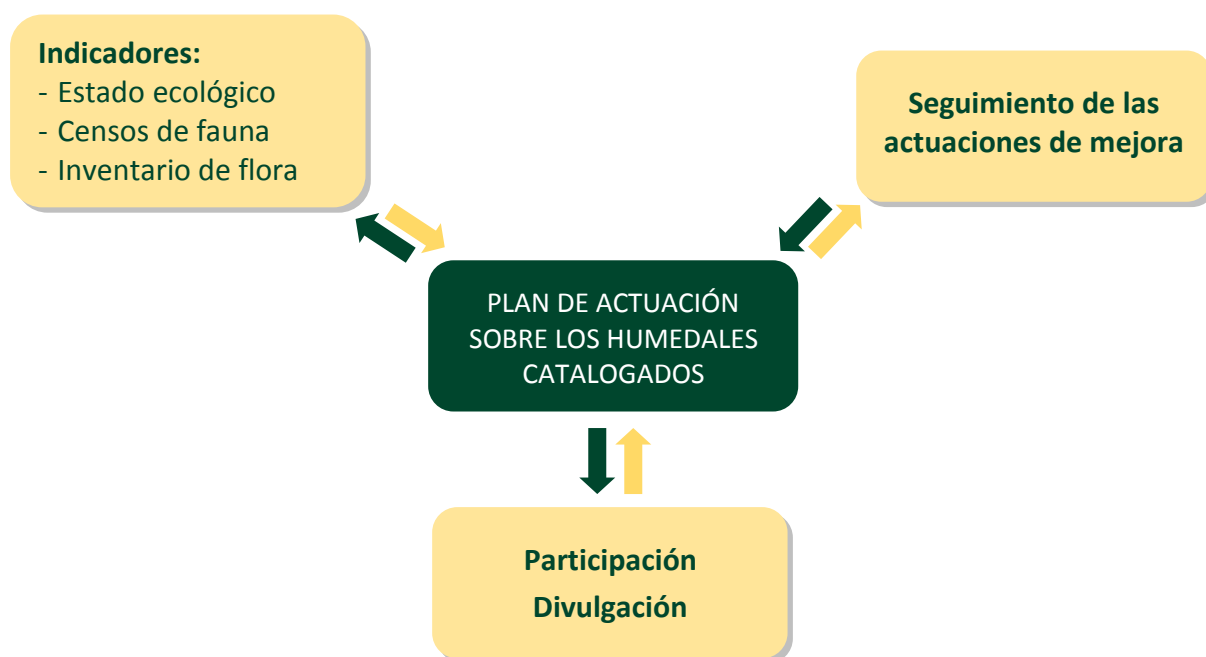 Indicadores:
- Estado ecológico
- Censos de fauna
- Inventario de flora
Seguimiento de las
actuaciones de mejora
PLAN DE ACTUACIÓN
SOBRE LOS HUMEDALES
CATALOGADOS
Participación
Divulgación